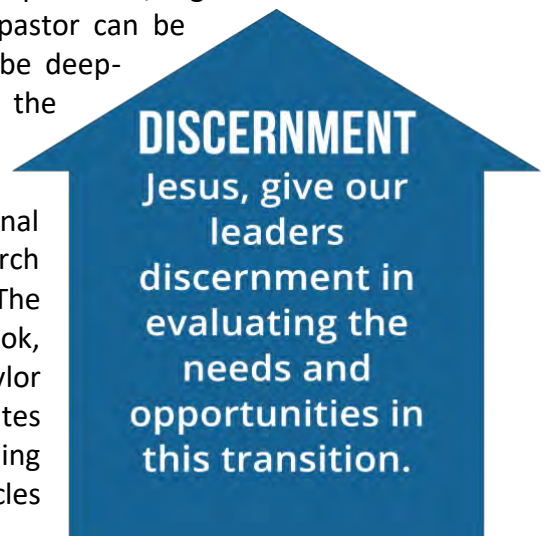 pastor can be
be deep-
the
DISCERNMENT
Jesus, give our
leaders
discernment in
evaluating the
needs and
opportunities in
this transition.
nal
rch
The
ok,
ylor
tes
ing
cles